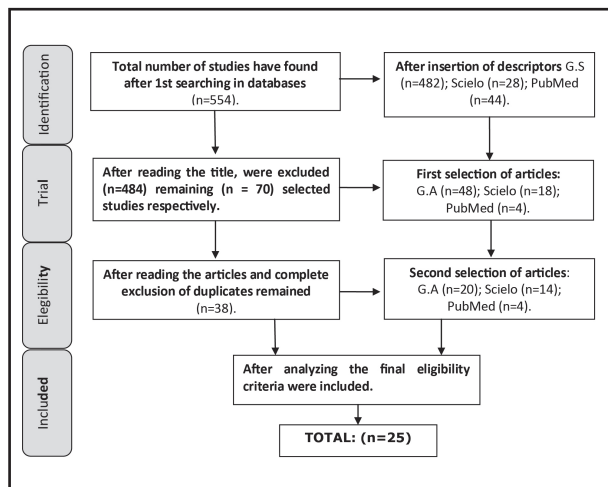 Identification
Total number of studies have found
after 1st searching in databases
(n=554).
After insertion of descriptors G.S
(n=482); Scielo (n=28); PubMed
(n=44).
Trial
After reading the title, were excluded
(n=484) remaining (n = 70) selected
studies respectively.
First selection of articles:
G.A (n=48); Scielo (n=18);
PubMed (n=4).
Elegibility
After reading the articles and complete
exclusion of duplicates remained
(n=38).
Second selection of articles:
G.A (n=20); Scielo (n=14);
PubMed (n=4).
Included
After analyzing the final eligibility
criteria were included.
TOTAL: (n=25)